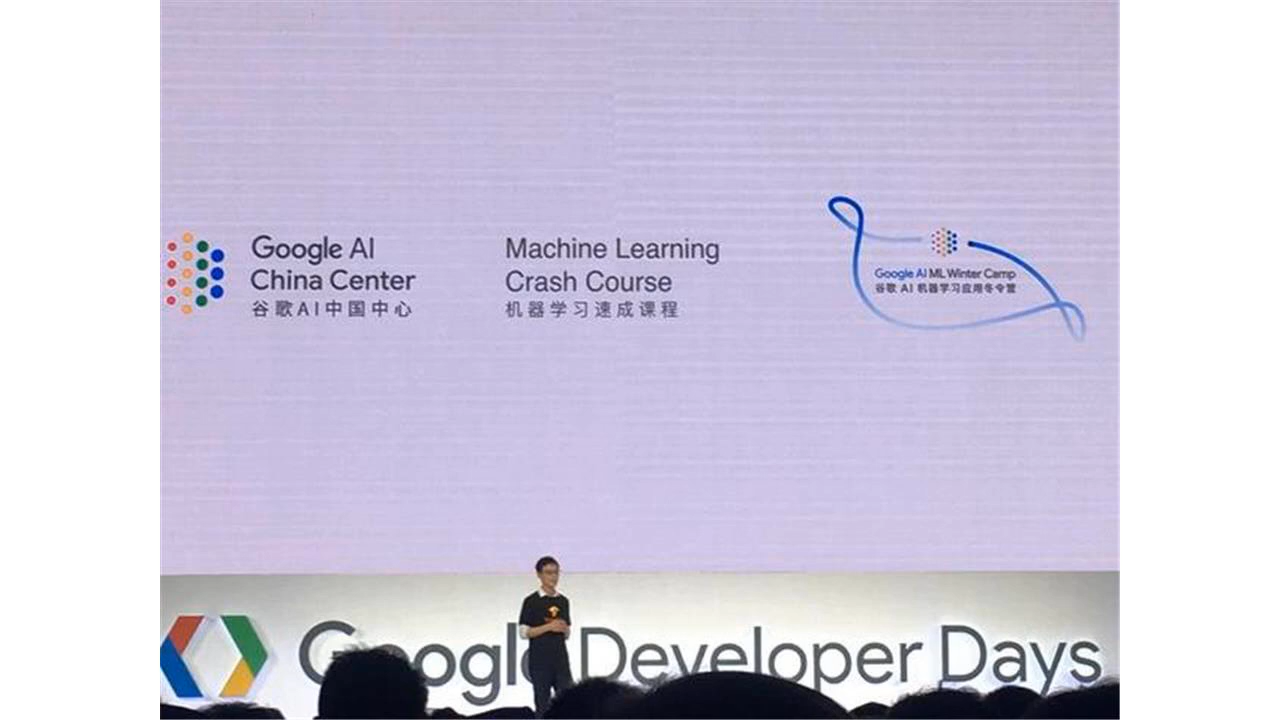 Google AI
China Center
谷歌AI中国中心
Machine Learning
Crash Course
机器学习速成课程
Google AI ML Winter Camp
谷歌 AI 机器学习应用冬令营
Google Developer Days